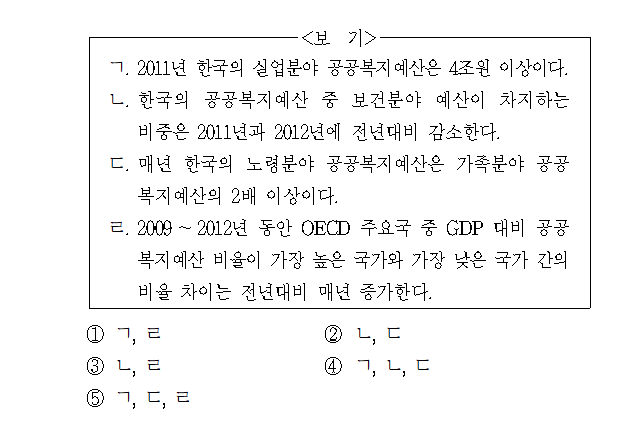 <보 기>
ㄱ. 2011년 한국의 실업분야 공공복지예산은 4조원 이상이다.
ㄴ. 한국의 공공복지예산 중 보건분야 예산이 차지하는
비중은 2011년과 2012년에 전년대비 감소한다.
ㄷ. 매년 한국의 노령분야 공공복지예산은 가족분야 공공
복지예산의 2배 이상이다.
ㄹ. 2009 ~ 2012년 동안 OECD 주요국 중 GDP 대비 공공
복지예산 비율이 가장 높은 국가와 가장 낮은 국가 간의
비율 차이는 전년대비 매년 증가한다.
① ㄱ, ㄹ ② ㄴ, ㄷ
③ ㄴ, ㄹ ④ ㄱ, ㄴ, ㄷ
⑤ ㄱ, ㄷ, ㄹ